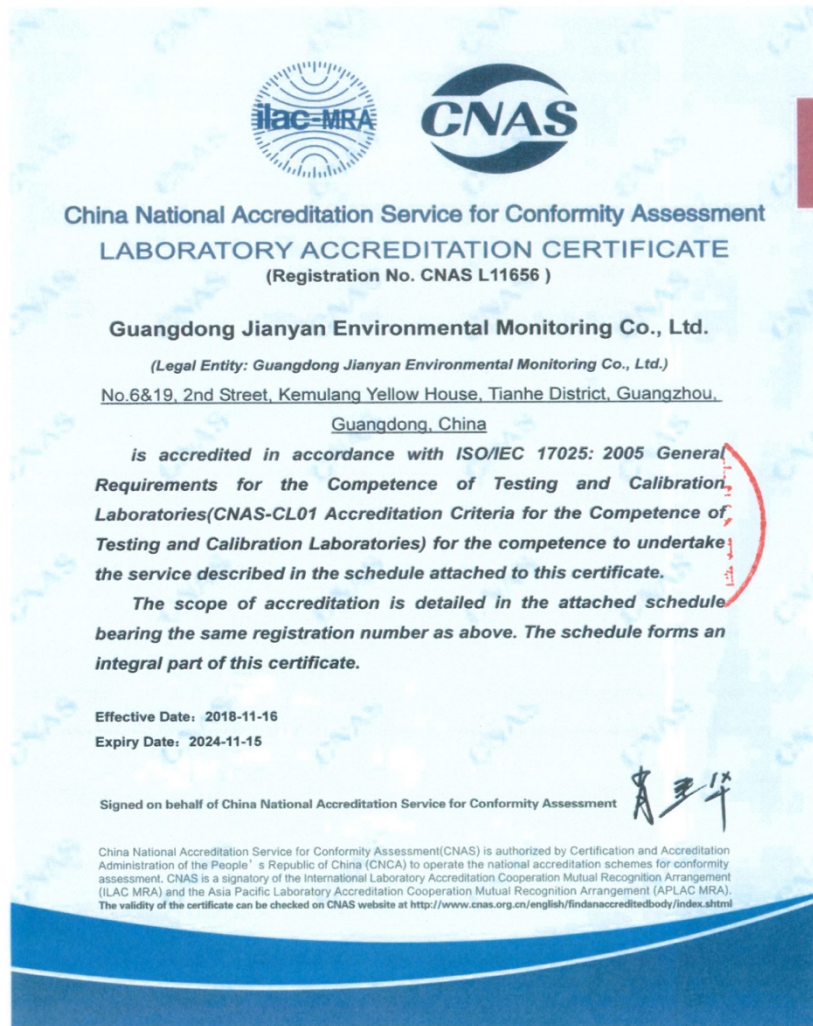 ilac-MRA
CNAS
China National Accreditation Service for Conformity Assessment
LABORATORY ACCREDITATION CERTIFICATE
(Registration No. CNAS L11656 )
Guangdong Jianyan Environmental Monitoring Co., Ltd.
(Legal Entity: Guangdong Jianyan Environmental Monitoring Co., Ltd.)
No.6&19, 2nd Street, Kemulang Yellow House, Tianhe District, Guangzhou,
Guangdong, China
is accredited in accordance with ISO/IEC 17025: 2005 General
Requirements for the Competence of Testing and Calibration
Laboratories(CNAS-CL01 Accreditation Criteria for the Competence of
Testing and Calibration Laboratories) for the competence to undertake
the service described in the schedule attached to this certificate.
The scope of accreditation is detailed in the attached schedule
bearing the same registration number as above. The schedule forms an
integral part of this certificate.
Effective Date: 2018-11-16
Expiry Date: 2024-11-15
Signed on behalf of China National Accreditation Service for Conformity Assessment
China National Accreditation Service for Conformity Assessment(CNAS) is authorized by Certification and Accreditation
Administration of the People's Republic of China (CNCA) to operate the national accreditation schemes for conformity
assessment. CNAS is a signatory of the International Laboratory Accreditation Cooperation Mutual Recognition Arrangement
(ILAC MRA) and the Asia Pacific Laboratory Accreditation Cooperation Mutual Recognition Arrangement (APLAC MRA).
The validity of the certificate can be checked on CNAS website at http://www.cnas.org.cn/english/findanaccreditedbody/index.shtml